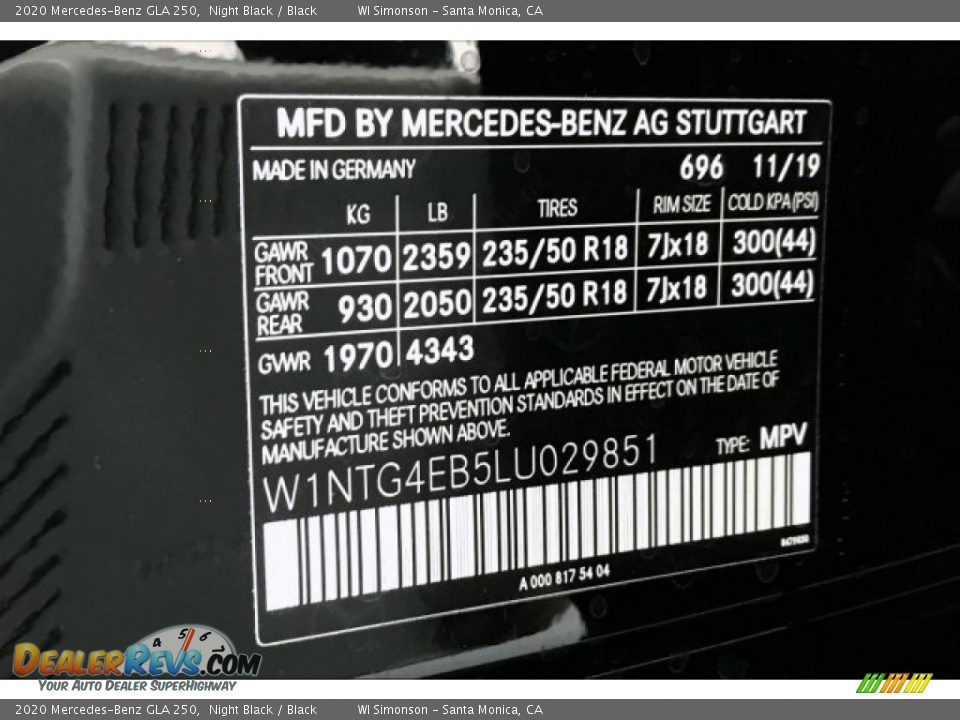 2020 Mercedes-Benz GLA 250, Night Black / Black WI Simonson - Santa Monica, CA
MFD BY MERCEDES-BENZ AG STUTTGART
MADE IN GERMANY 696 11/19
KG LB TIRES RIM SIZE COLD KPA(PSI)
GAWR FRONT 1070 2359 235/50 R18 7Jx18 300(44)
GAWR REAR 930 2050 235/50 R18 7Jx18 300(44)
GVWR 1970 4343
THIS VEHICLE CONFORMS TO ALL APPLICABLE FEDERAL MOTOR VEHICLE
SAFETY AND THEFT PREVENTION STANDARDS IN EFFECT ON THE DATE OF
MANUFACTURE SHOWN ABOVE.
W1NTG4EB5LU029851 TYPE: MPV
A 000 817 54 04
4 5 6 7
DEALERREVS.COM
YOUR AUTO DEALER SUPERHIGHWAY
2020 Mercedes-Benz GLA 250, Night Black / Black WI Simonson - Santa Monica, CA